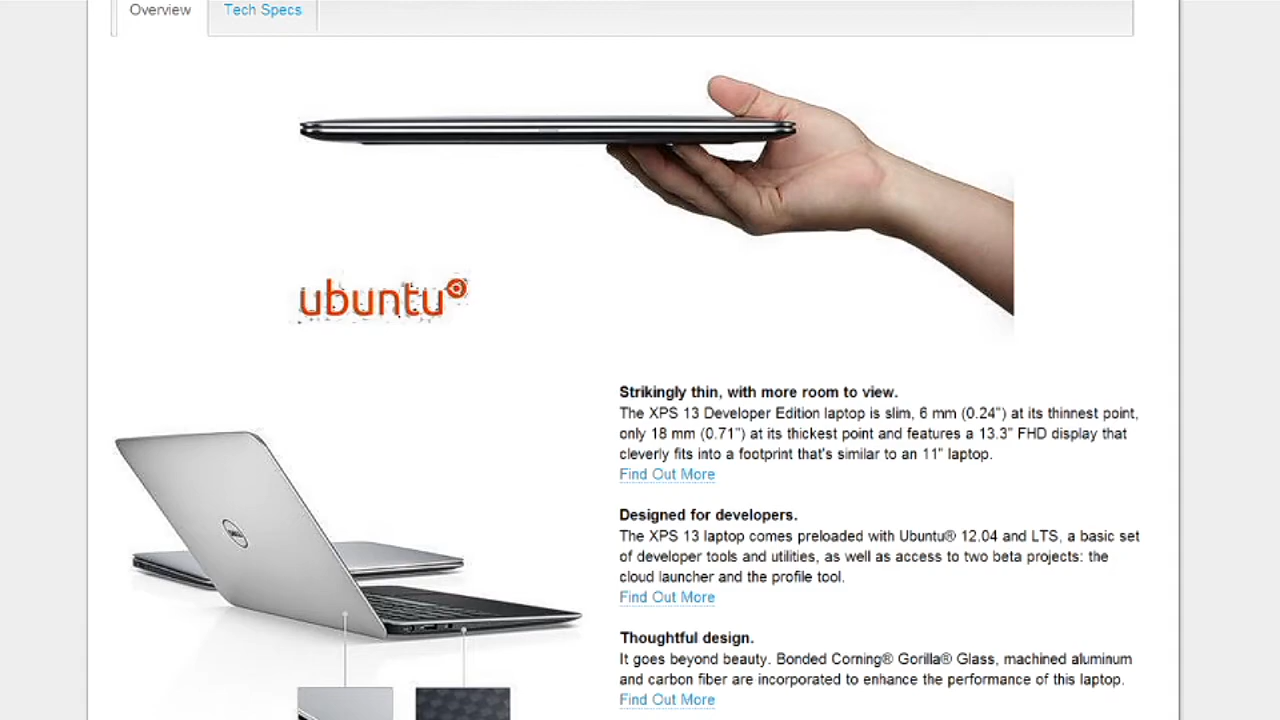 Overview
Tech Specs
ubuntu
Strikingly thin, with more room to view.
The XPS 13 Developer Edition laptop is slim, 6 mm (0.24") at its thinnest point,
only 18 mm (0.71") at its thickest point and features a 13.3" FHD display that
cleverly fits into a footprint that's similar to an 11" laptop.
Find Out More
Designed for developers.
The XPS 13 laptop comes preloaded with Ubuntu® 12.04 and LTS, a basic set
of developer tools and utilities, as well as access to two beta projects: the
cloud launcher and the profile tool.
Find Out More
DELL
Thoughtful design.
It goes beyond beauty. Bonded Corning® Gorilla® Glass, machined aluminum
and carbon fiber are incorporated to enhance the performance of this laptop.
Find Out More